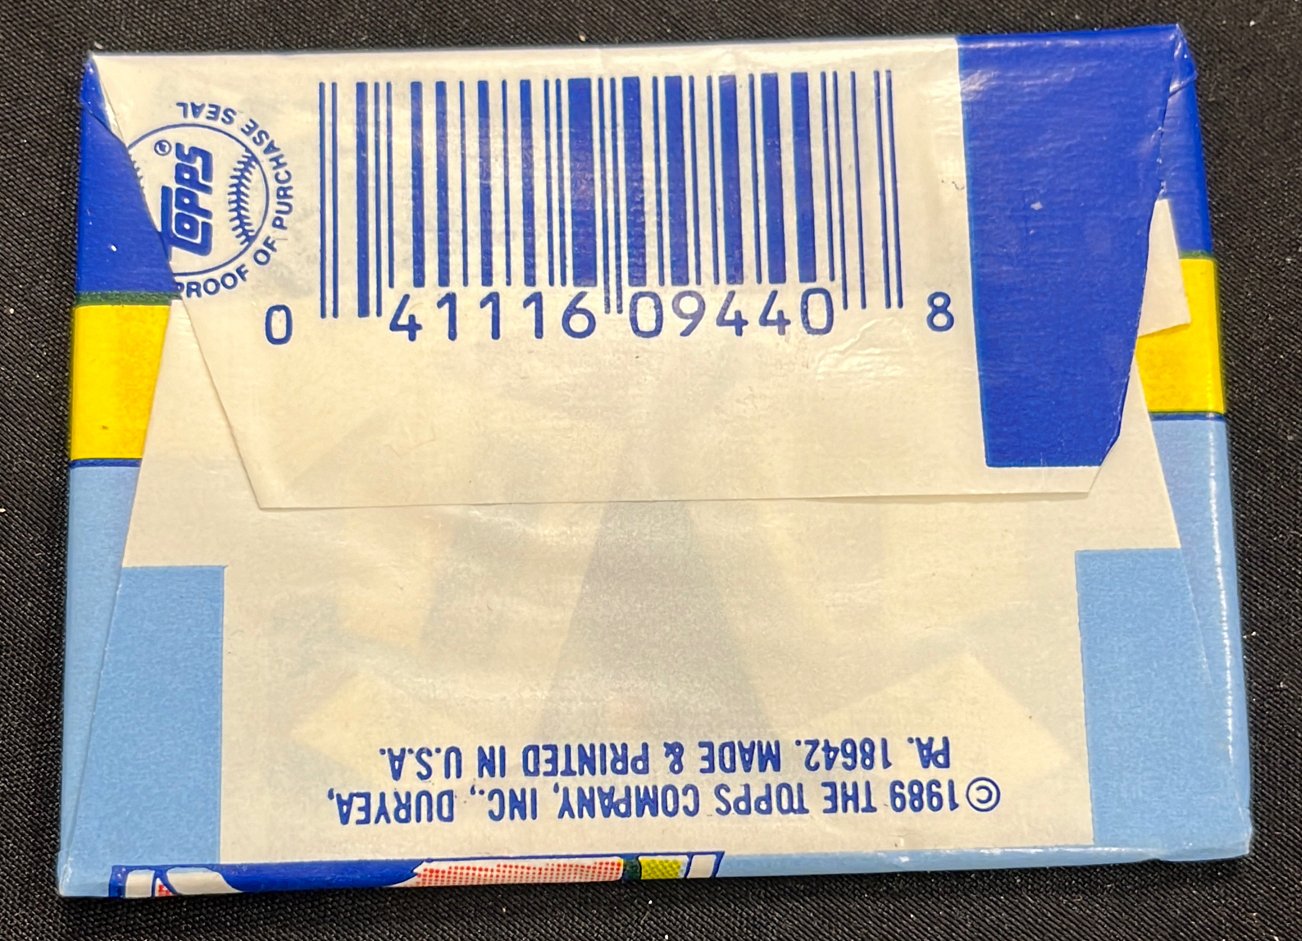 PROOF OF PURCHASE SEAL
TOPPS®
0 41116 09440 8
©1989 THE TOPPS COMPANY, INC., DURYEA,
PA. 18642. MADE & PRINTED IN U.S.A.